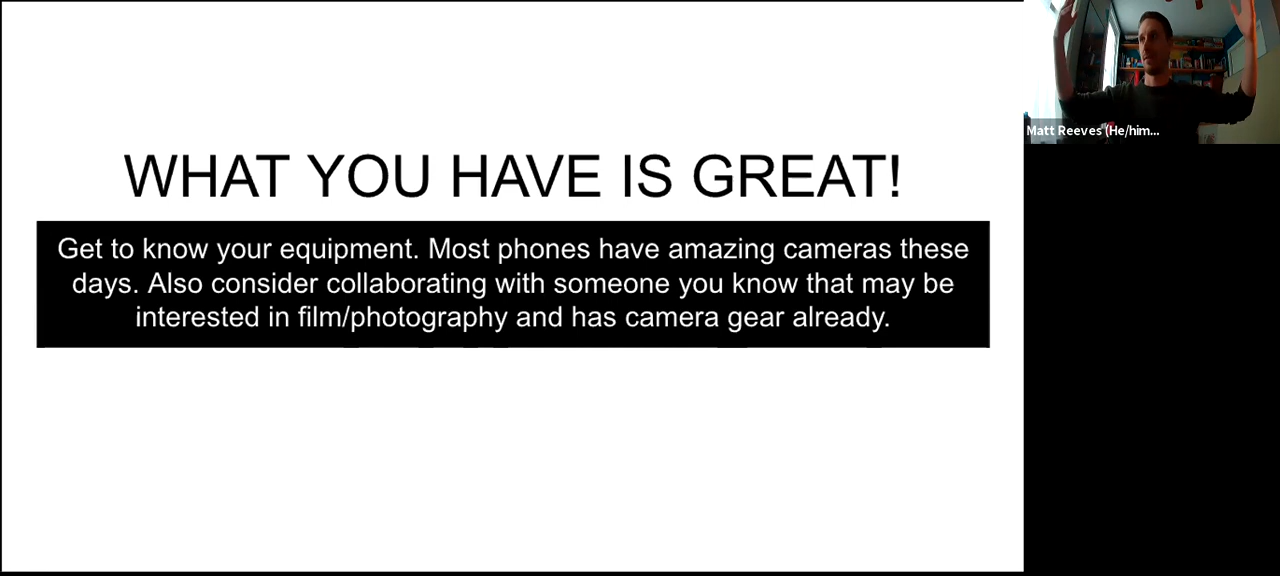 WHAT YOU HAVE IS GREAT!
Get to know your equipment. Most phones have amazing cameras these
days. Also consider collaborating with someone you know that may be
interested in film/photography and has camera gear already.
Matt Reeves (He/him...